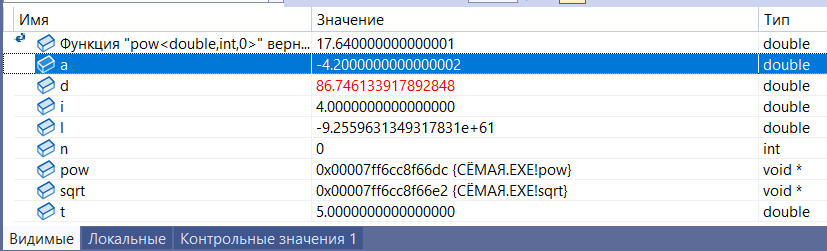 Имя Значение Тип
Функция "pow<double,int,0>" верн... 17.640000000000001 double
a -4.2000000000000002 double
d 86.746133917892848 double
i 4.0000000000000000 double
l -9.2559631349317831e+61 double
n 0 int
pow 0x00007ff6cc8f66dc {СЁМАЯ.EXE!pow} void *
sqrt 0x00007ff6cc8f66e2 {СЁМАЯ.EXE!sqrt} void *
t 5.0000000000000000 double
Видимые Локальные Контрольные значения 1